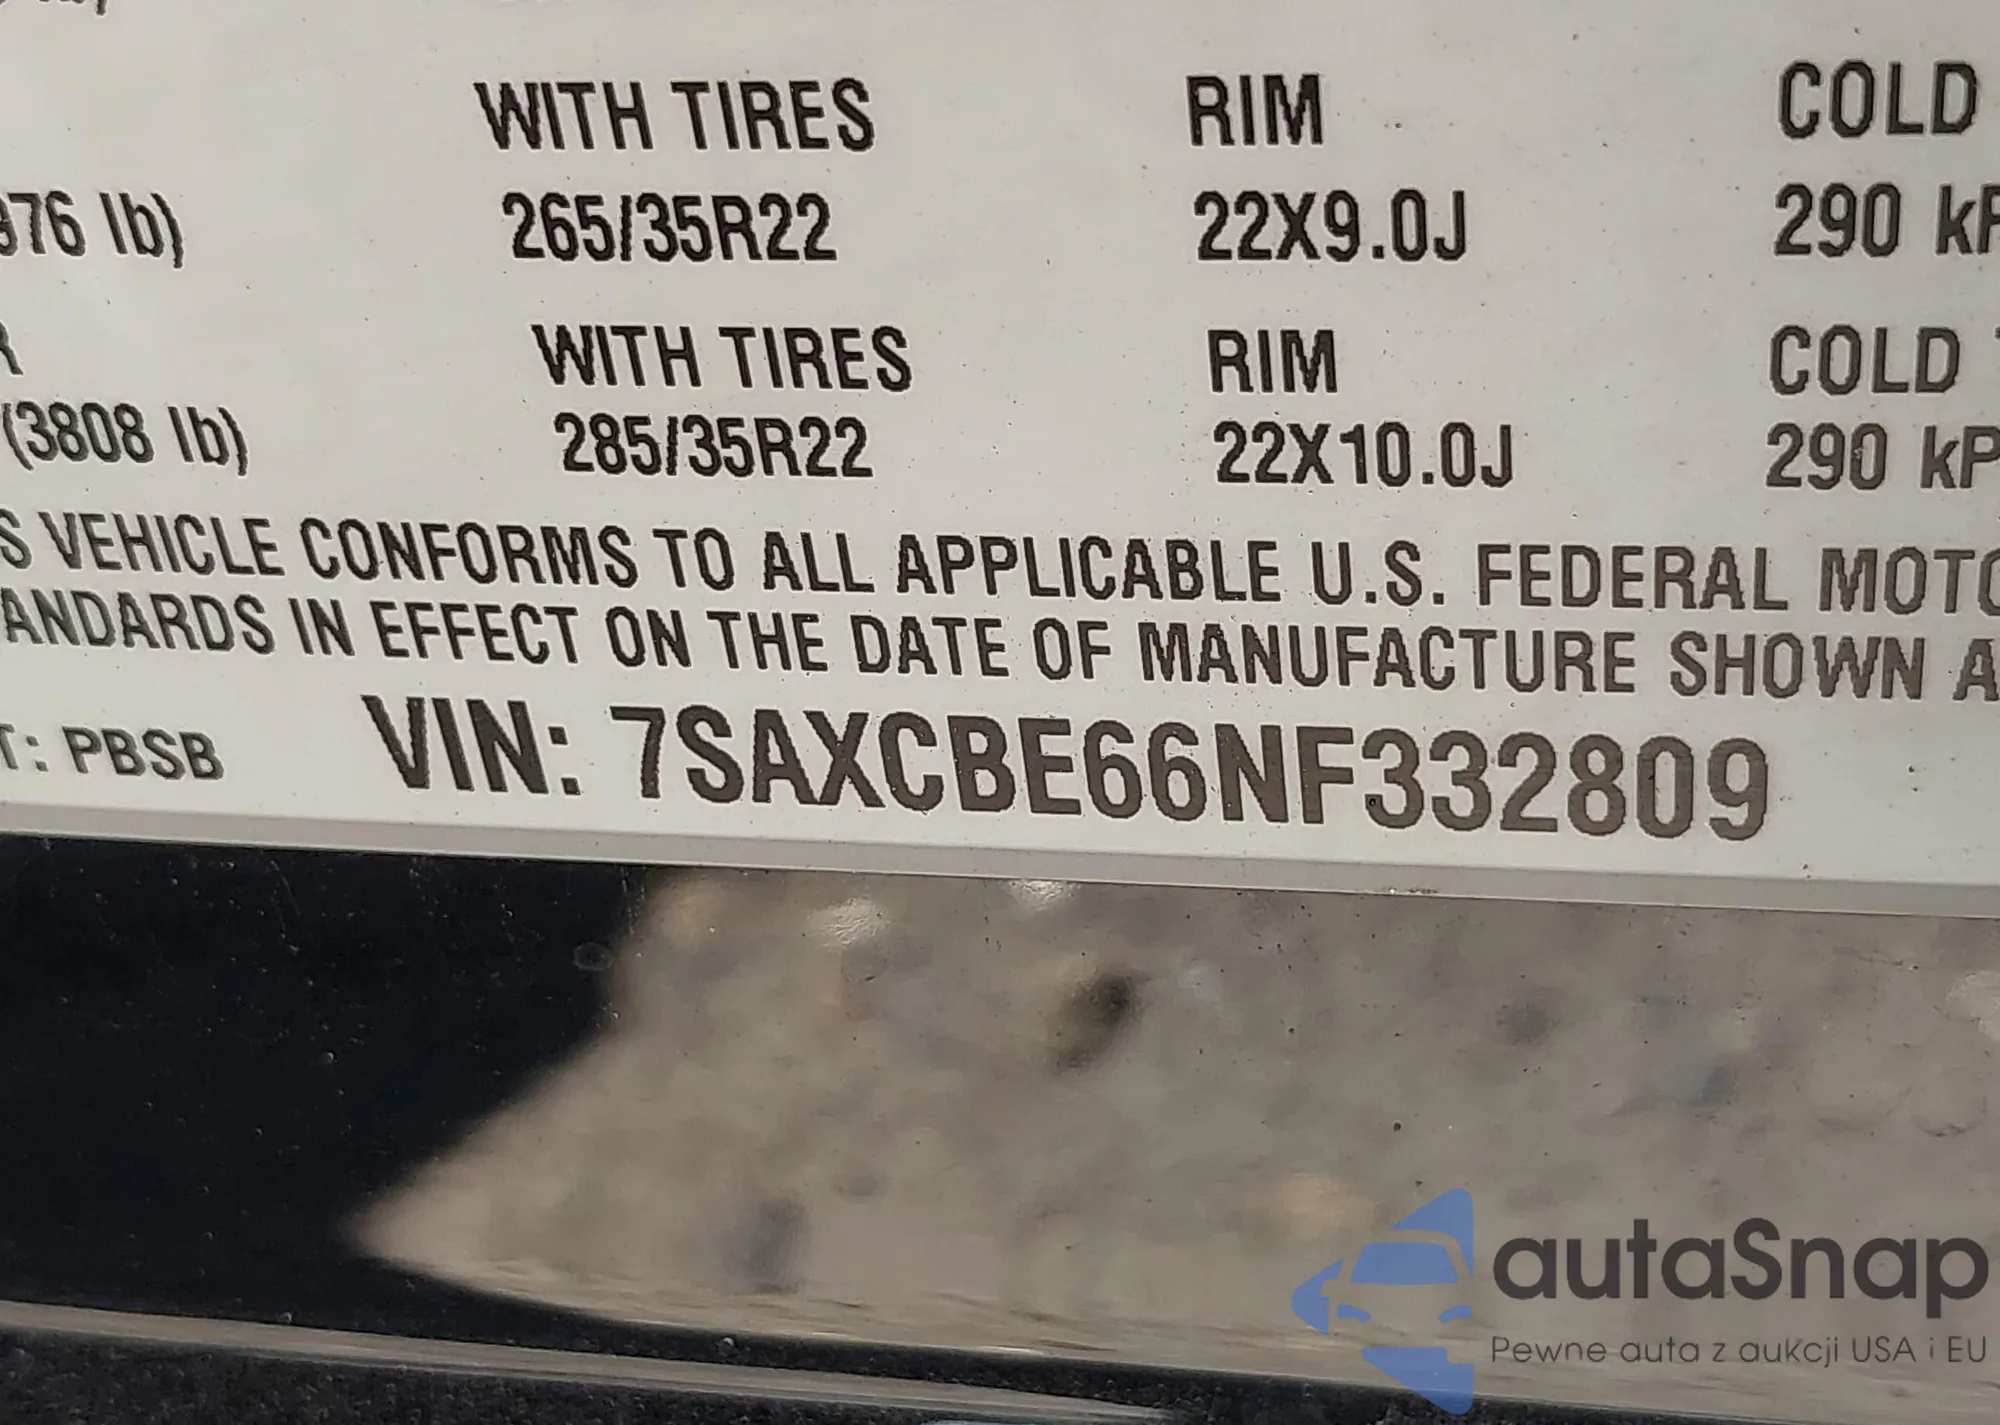 WITH TIRES RIM COLD
976 lb) 265/35R22 22X9.0J 290 kP
WITH TIRES RIM COLD
(3808 lb) 285/35R22 22X10.0J 290 kP
S VEHICLE CONFORMS TO ALL APPLICABLE U.S. FEDERAL MOTO
ANDARDS IN EFFECT ON THE DATE OF MANUFACTURE SHOWN A
T: PBSB VIN: 7SAXCBE66NF332809
autaSnap
Pewne auta z aukcji USA i EU